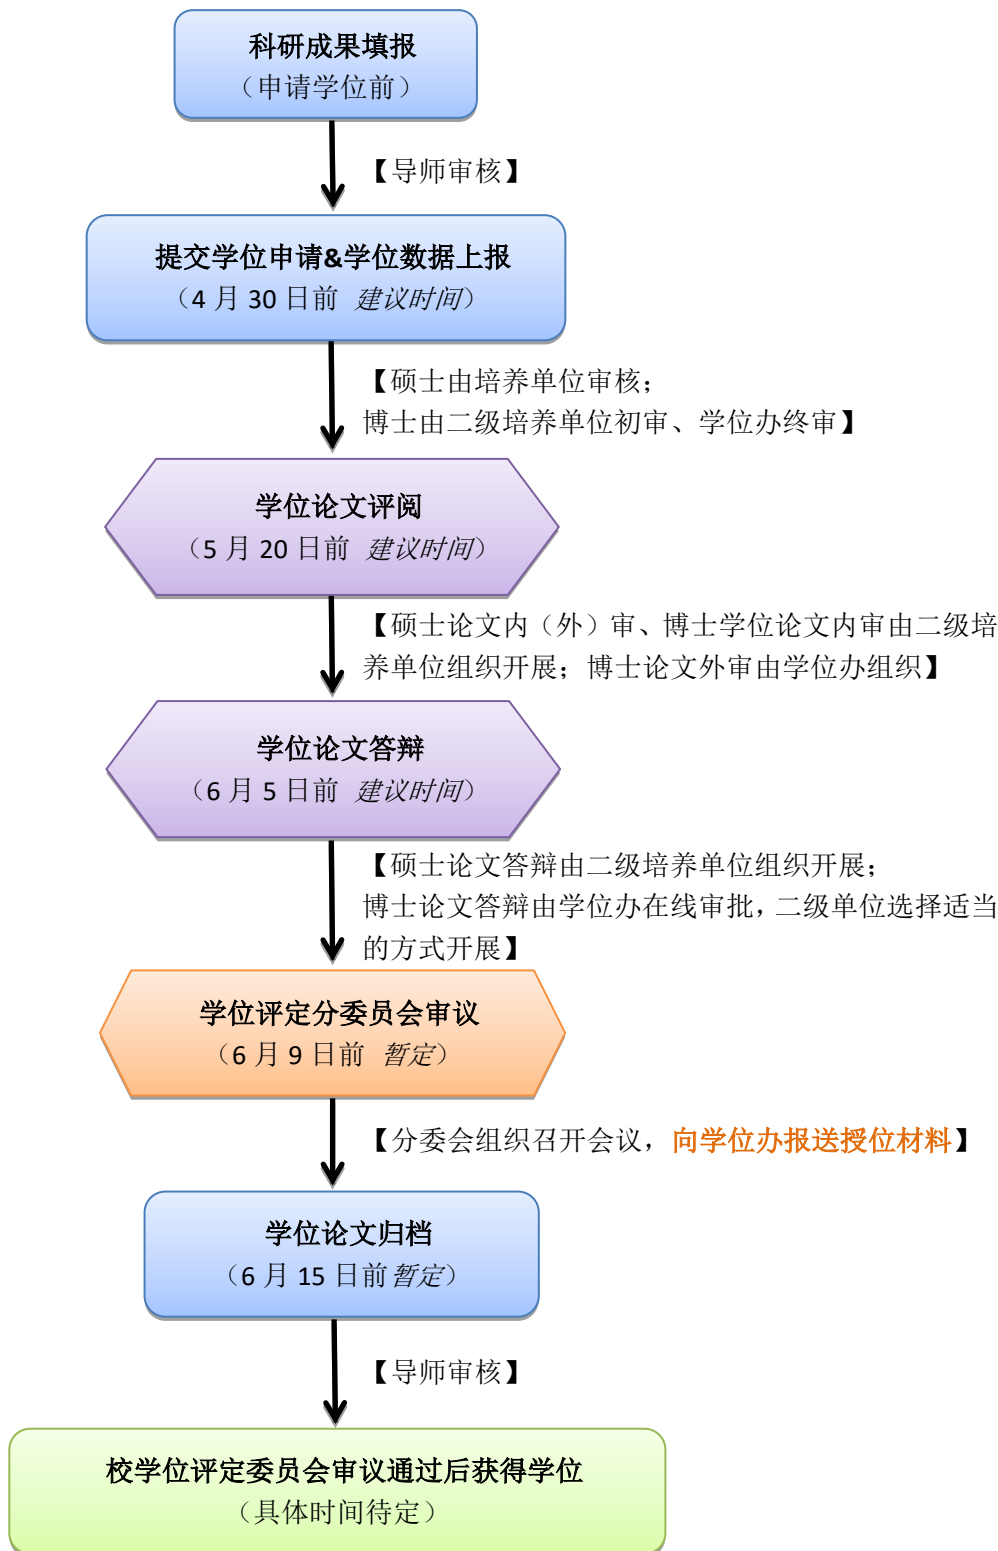 科研成果填报
（申请学位前）
【导师审核】
提交学位申请&学位数据上报
（4 月 30 日前 建议时间）
【硕士由培养单位审核；
博士由二级培养单位初审、学位办终审】
学位论文评阅
（5 月 20 日前 建议时间）
【硕士论文内（外）审、博士学位论文内审由二级培
养单位组织开展；博士论文外审由学位办组织】
学位论文答辩
（6 月 5 日前 建议时间）
【硕士论文答辩由二级培养单位组织开展；
博士论文答辩由学位办在线审批，二级单位选择适当
的方式开展】
学位评定分委员会审议
（6 月 9 日前 暂定）
【分委会组织召开会议，向学位办报送授位材料】
学位论文归档
（6 月 15 日前 暂定）
【导师审核】
校学位评定委员会审议通过后获得学位
（具体时间待定）